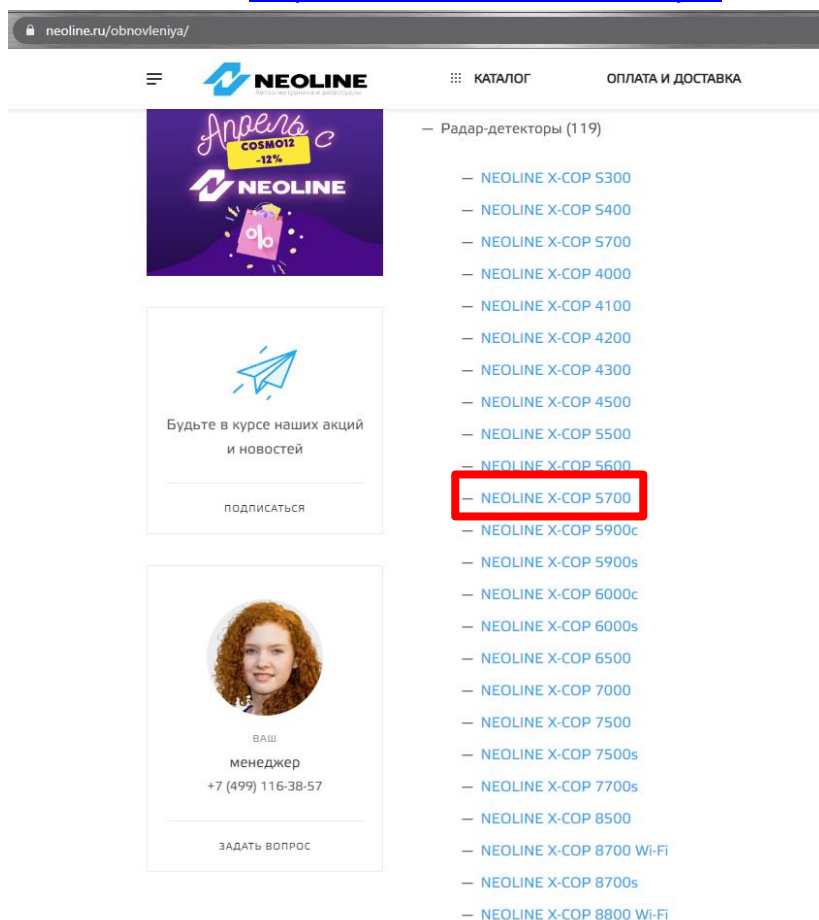 neoline.ru/obnovleniya/
NEOLINE
КАТАЛОГ
ОПЛАТА И ДОСТАВКА
Апрель с
COSMO12
-12%
NEOLINE
%
Будьте в курсе наших акций
и новостей
ПОДПИСАТЬСЯ
ВАШ
менеджер
+7 (499) 116-38-57
ЗАДАТЬ ВОПРОС
— Радар-детекторы (119)
— NEOLINE X-COP S300
— NEOLINE X-COP S400
— NEOLINE X-COP S700
— NEOLINE X-COP 4000
— NEOLINE X-COP 4100
— NEOLINE X-COP 4200
— NEOLINE X-COP 4300
— NEOLINE X-COP 4500
— NEOLINE X-COP 5500
— NEOLINE X-COP 5600
— NEOLINE X-COP 5700
— NEOLINE X-COP 5900c
— NEOLINE X-COP 5900s
— NEOLINE X-COP 6000c
— NEOLINE X-COP 6000s
— NEOLINE X-COP 6500
— NEOLINE X-COP 7000
— NEOLINE X-COP 7500
— NEOLINE X-COP 7500s
— NEOLINE X-COP 7700s
— NEOLINE X-COP 8500
— NEOLINE X-COP 8700 Wi-Fi
— NEOLINE X-COP 8700s
— NEOLINE X-COP 8800 Wi-Fi